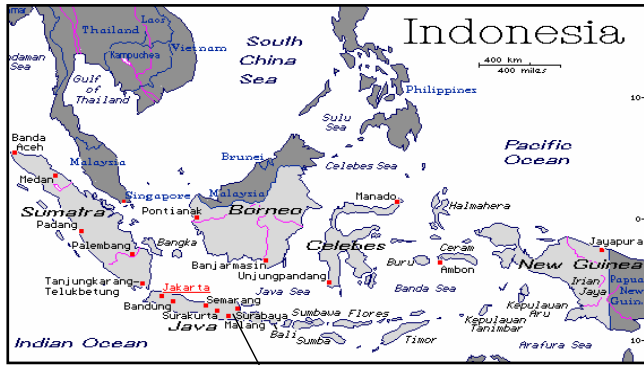 Indonesia
400 km
400 miles
Thailand
Laos
Vietnam
Kampuchea
Andaman
Sea
Gulf
of
Thailand
South
China
Sea
Philippines
Sulu
Sea
Pacific
Ocean
10
Banda
Aceh
Medan
Malaysia
Singapore
Brunei
Malaysia
Celebes Sea
Sumatra
Padang
Palembang
Bangka
Pontianak
Borneo
Banjarmasin
Manado
Halmahera
0
Celebes
Ujungpandang
Buru
Ceram
Ambon
Jayapura
New Guinea
Irian
Jaya
Papua
New
Guinea
Tanjungkarang-
Telukbetung
Jakarta
Bandung
Semarang
Surakarta
Surabaya
Malang
Java
Java Sea
Banda Sea
Bali
Sumbawa
Flores
Sumba
Timor
Kepulauan
Tanimbar
Kepulauan
Aru
Arafura Sea
Indian Ocean
10